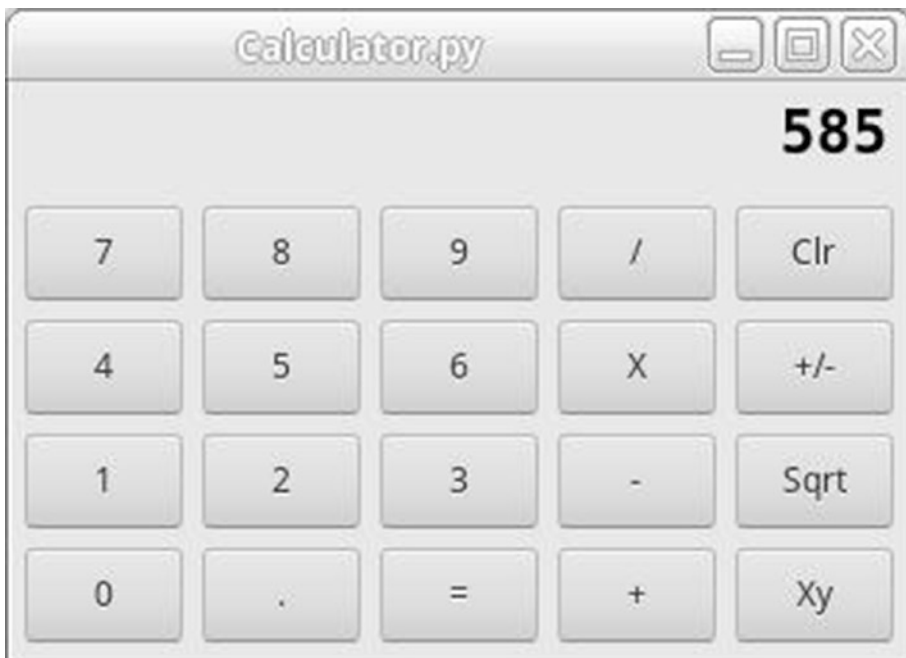 Calculator.py
585
7 8 9 / Clr
4 5 6 X +/-
1 2 3 - Sqrt
0 . = + Xy